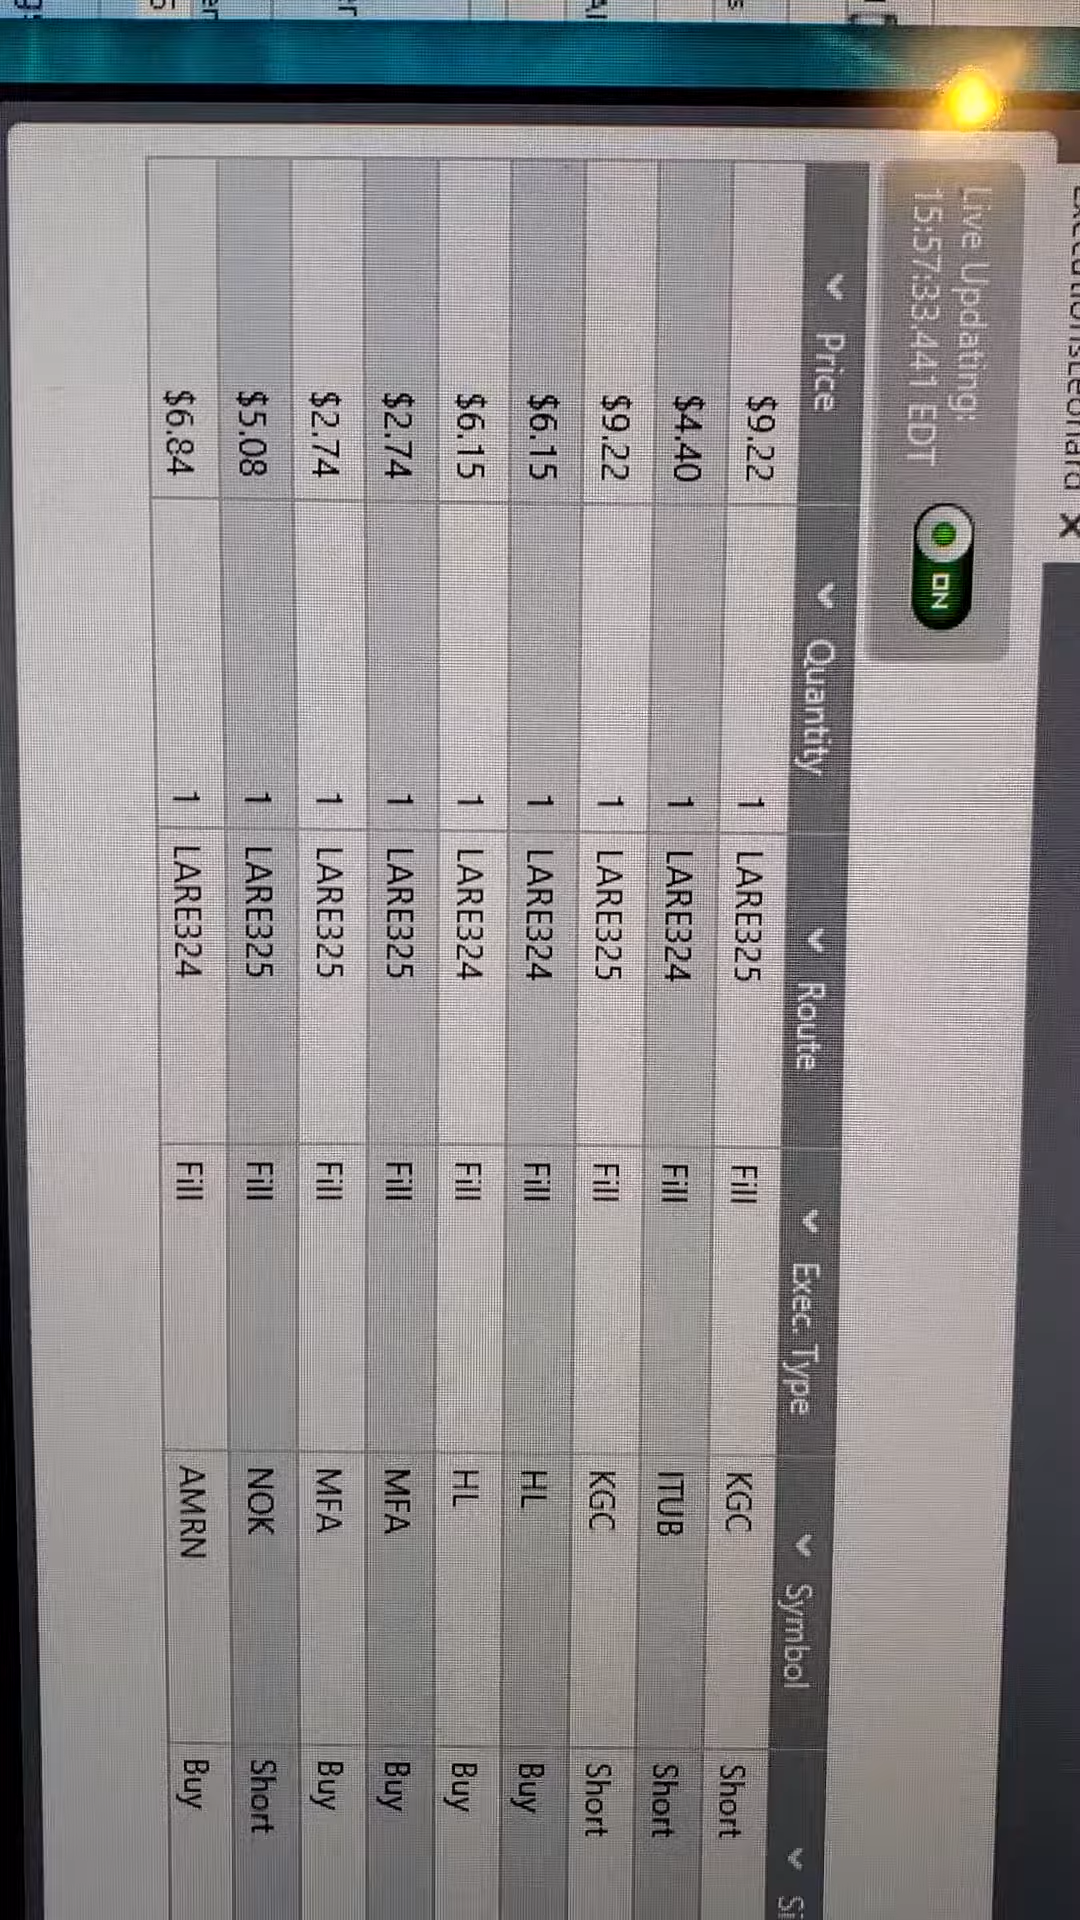 Live Updating:
15:57:33.441 EDT ON
Price Quantity Route Exec. Type Symbol
$9.22 1 LARE325 Fill KGC Short
$4.40 1 LARE324 Fill ITUB Short
$9.22 1 LARE325 Fill KGC Short
$6.15 1 LARE324 Fill HL Buy
$6.15 1 LARE324 Fill HL Buy
$2.74 1 LARE325 Fill MFA Buy
$2.74 1 LARE325 Fill MFA Buy
$5.08 1 LARE325 Fill NOK Short
$6.84 1 LARE324 Fill AMRN Buy